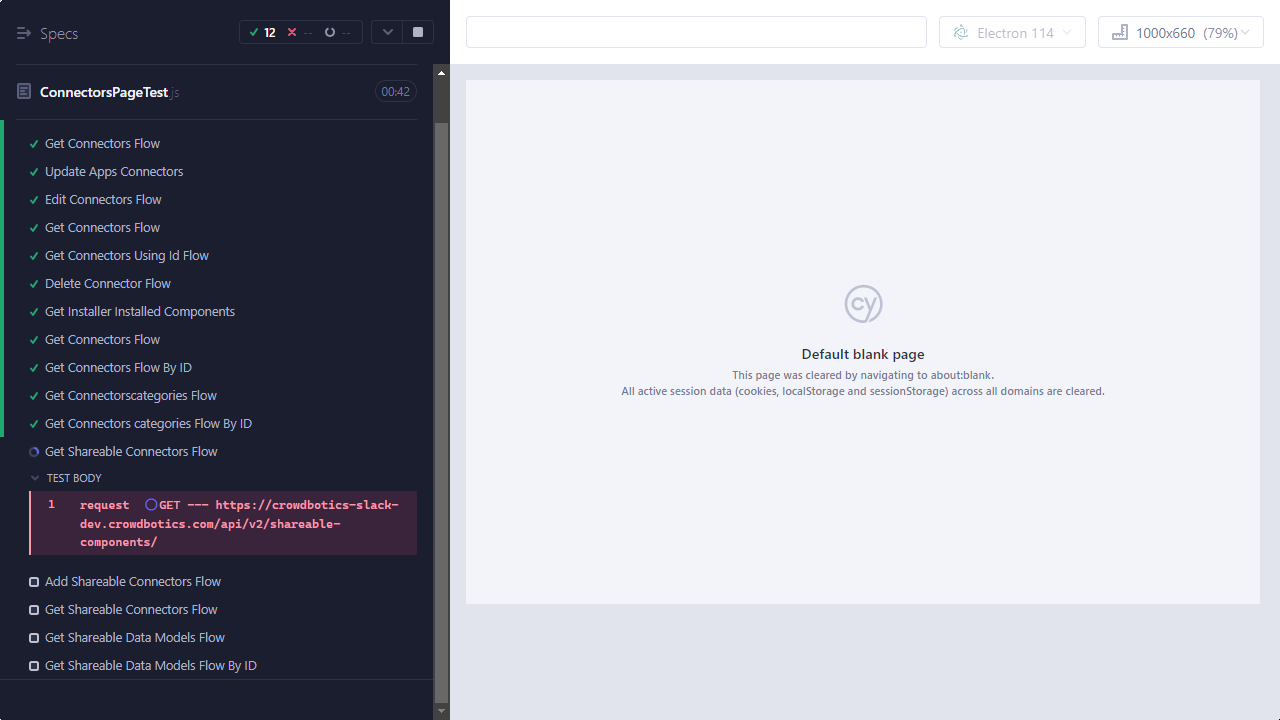 Specs
12
--
--
Electron 114
1000x660 (79%)
ConnectorsPageTest.js
00:42
Get Connectors Flow
Update Apps Connectors
Edit Connectors Flow
Get Connectors Flow
Get Connectors Using Id Flow
Delete Connector Flow
Get Installer Installed Components
Get Connectors Flow
Get Connectors Flow By ID
Get Connectorscategories Flow
Get Connectors categories Flow By ID
Get Shareable Connectors Flow
TEST BODY
1 request GET --- https://crowdbotics-slack-
dev.crowdbotics.com/api/v2/shareable-
components/
Add Shareable Connectors Flow
Get Shareable Connectors Flow
Get Shareable Data Models Flow
Get Shareable Data Models Flow By ID
cy
Default blank page
This page was cleared by navigating to about:blank.
All active session data (cookies, localStorage and sessionStorage) across all domains are cleared.